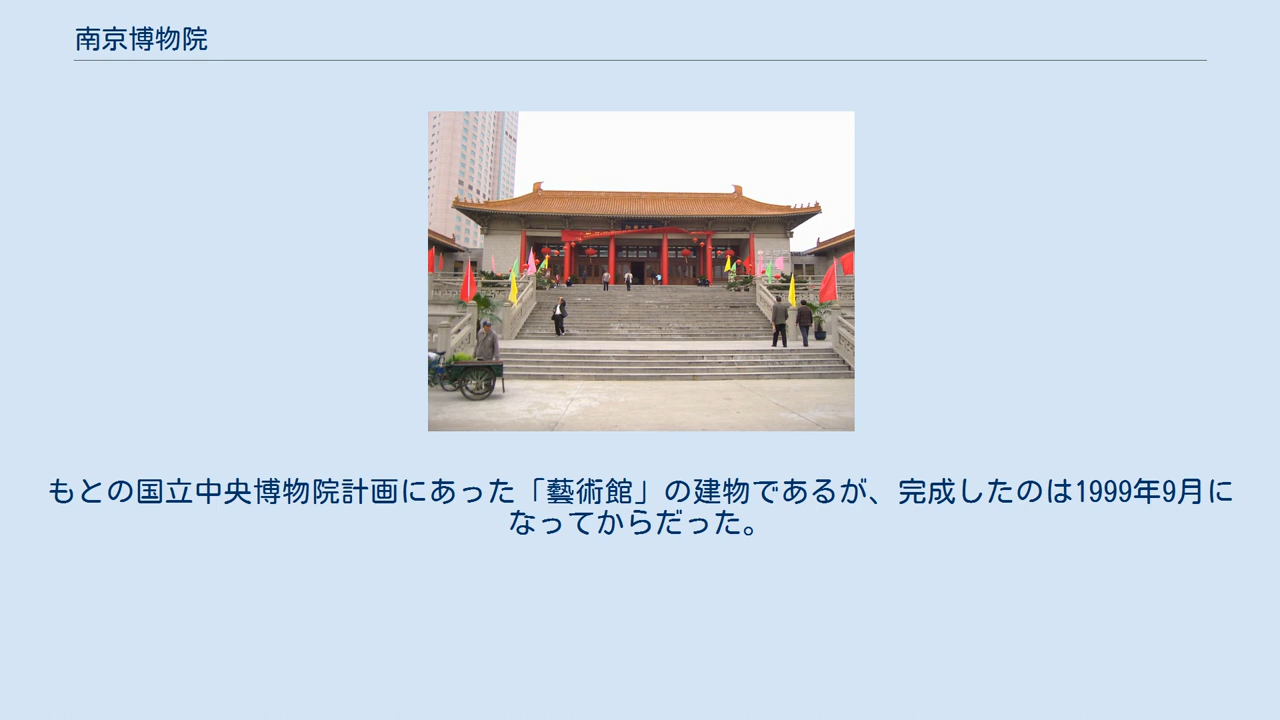 南京博物院
もとの国立中央博物院計画にあった「藝術館」の建物であるが、完成したのは1999年9月に
なってからだった。